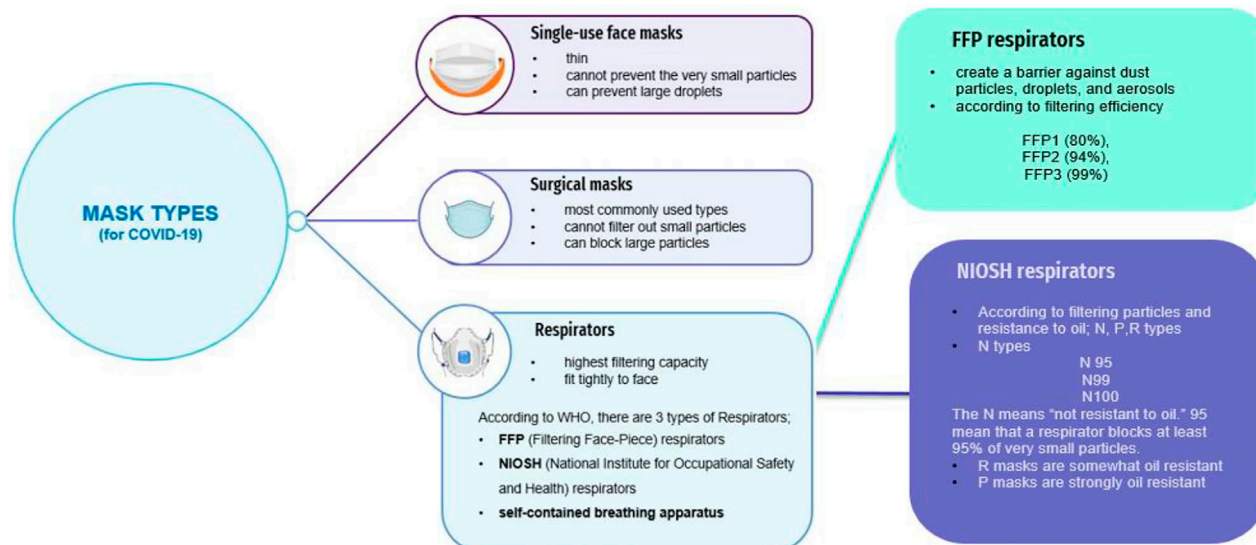 MASK TYPES
(for COVID-19)
Single-use face masks
• thin
• cannot prevent the very small particles
• can prevent large droplets
Surgical masks
• most commonly used types
• cannot filter out small particles
• can block large particles
Respirators
• highest filtering capacity
• fit tightly to face
According to WHO, there are 3 types of Respirators;
• FFP (Filtering Face-Piece) respirators
• NIOSH (National Institute for Occupational Safety
and Health) respirators
• self-contained breathing apparatus
FFP respirators
• create a barrier against dust
particles, droplets, and aerosols
• according to filtering efficiency
FFP1 (80%),
FFP2 (94%),
FFP3 (99%)
NIOSH respirators
• According to filtering particles and
resistance to oil; N, P,R types
• N types
N 95
N99
N100
The N means “not resistant to oil.” 95
mean that a respirator blocks at least
95% of very small particles.
• R masks are somewhat oil resistant
• P masks are strongly oil resistant